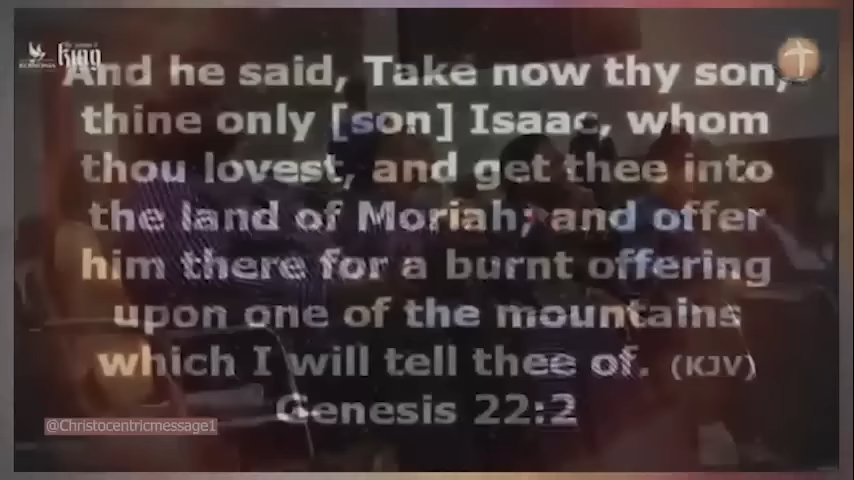 And he said, Take now thy son,
thine only [son] Isaac, whom
thou lovest, and get thee into
the land of Moriah; and offer
him there for a burnt offering
upon one of the mountains
which I will tell thee of. (KJV)
Genesis 22:2
@Christocentricmessage1